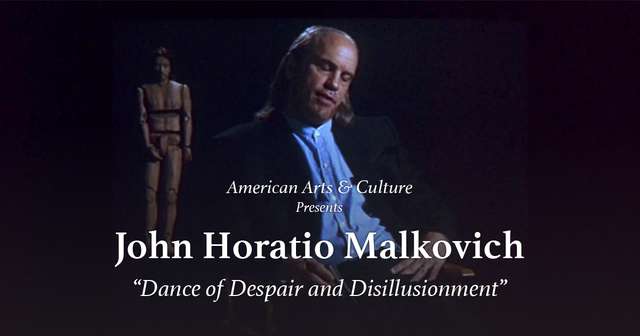 American Arts & Culture
Presents
John Horatio Malkovich
“Dance of Despair and Disillusionment”